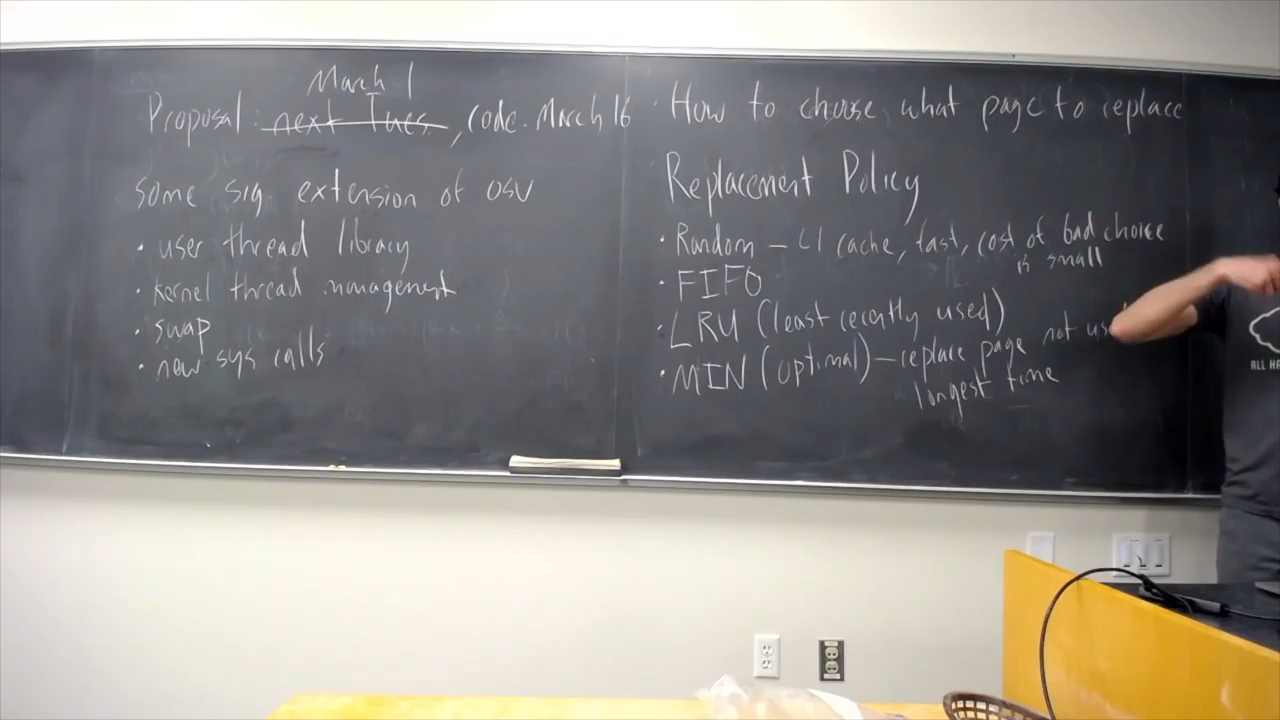 March 1
Proposal: next Tues., code. March 16
some sig. extension of osv
• user thread library
• kernel thread management
• swap
• new sys calls
• How to choose what page to replace
Replacement Policy
• Random – L1 cache, fast, cost of bad choice
is small
• FIFO
• LRU (least recently used)
• MIN (optimal) – replace page not used
longest time
ALL HA